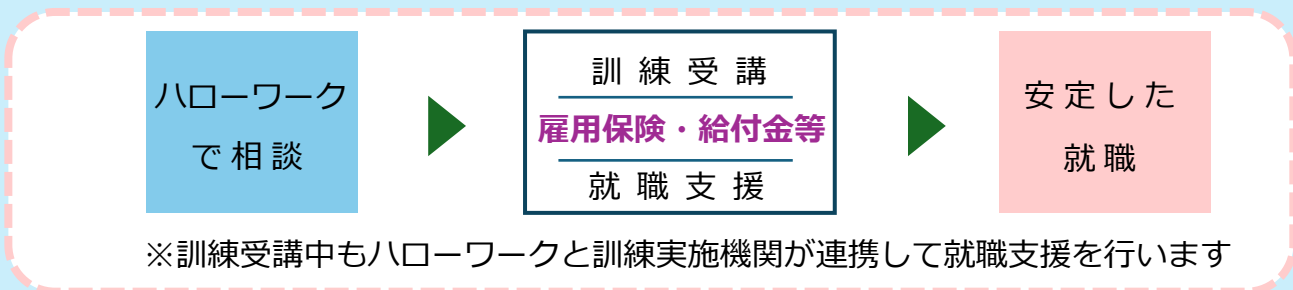 ハローワーク
で相談
訓練受講
雇用保険・給付金等
就職支援
安定した
就職
※訓練受講中もハローワークと訓練実施機関が連携して就職支援を行います